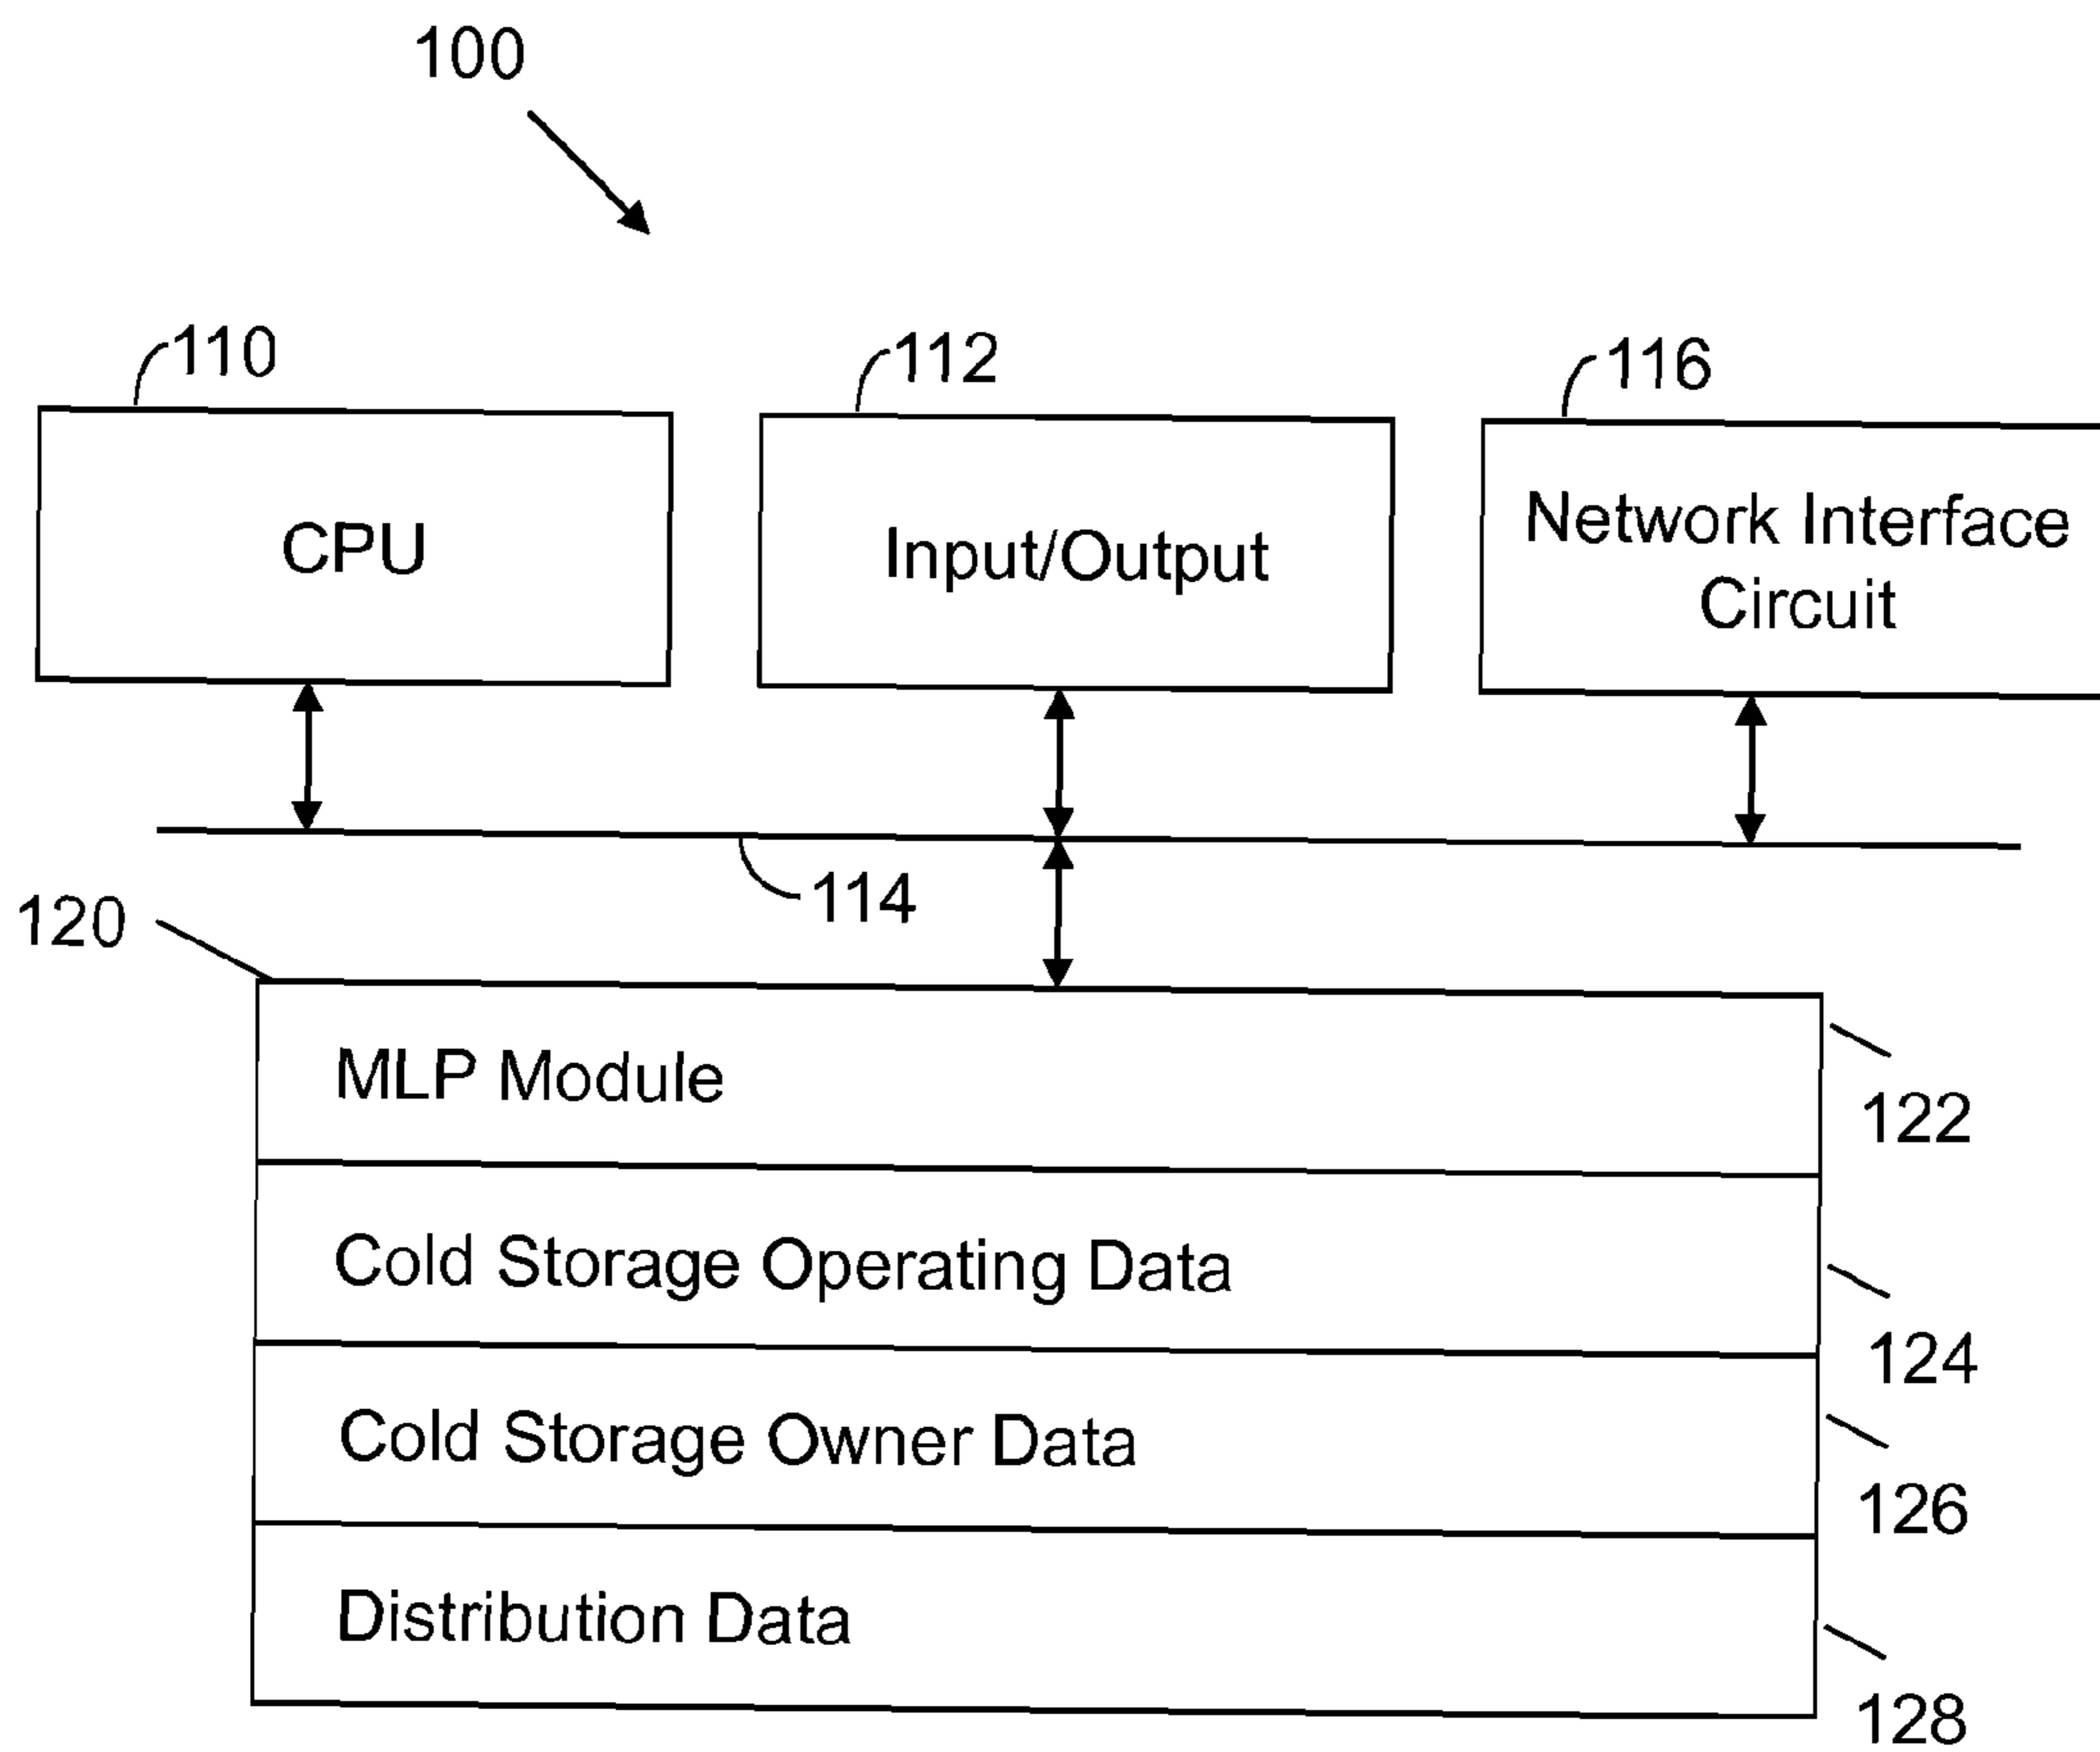 100
110
112
116
CPU
Input/Output
Network Interface
Circuit
114
120
MLP Module
122
Cold Storage Operating Data
124
Cold Storage Owner Data
126
Distribution Data
128